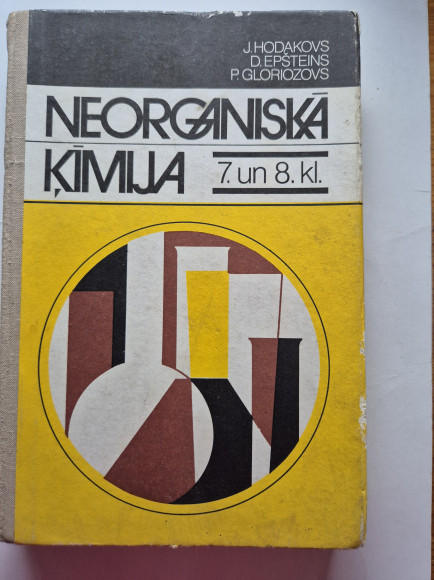 J. HODAKOVS
D. EPŠTEINS
P. GLORIOZOVS
NEORGANISKĀ
ĶĪMIJA 7. un 8. kl.